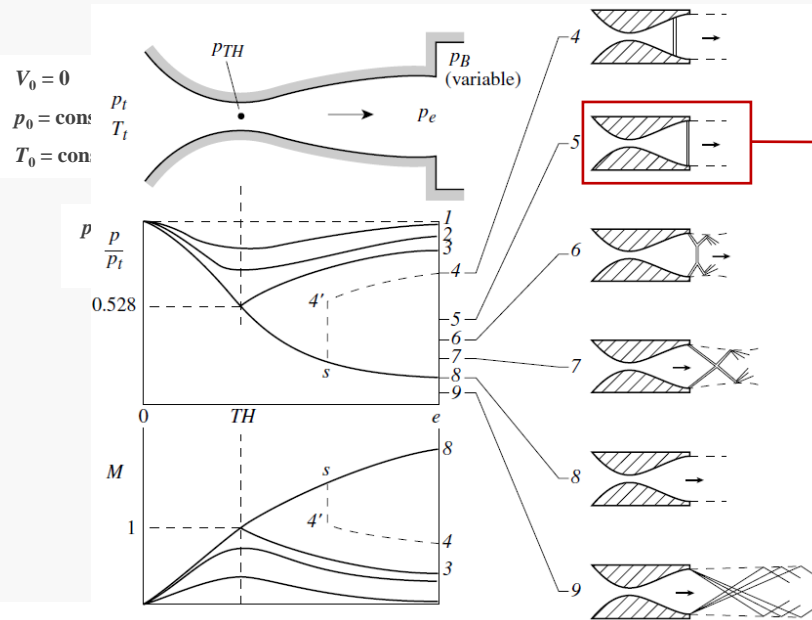 V₀ = 0
p₀ = cons
T₀ = con
p_TH
p_t
T_t
p_B
(variable)
p_e
p
p
p_t
0.528
1
2
3
4
4'
5
6
7
s
8
9
0
TH
e
M
8
s
4'
1
4
3
4
5
6
7
8
9